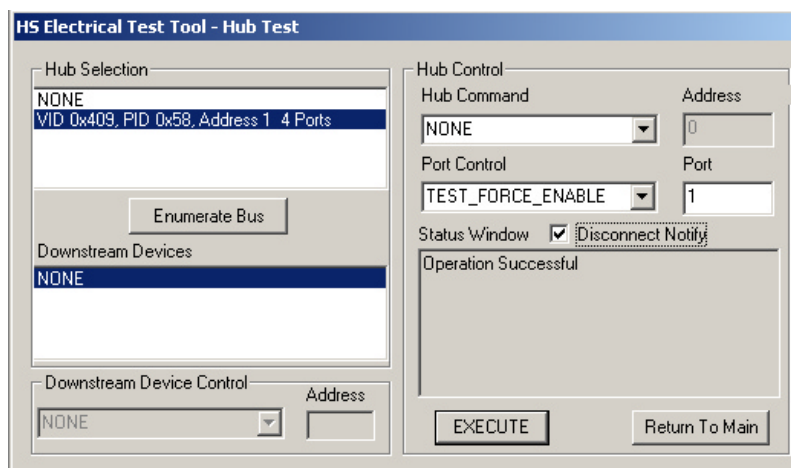 HS Electrical Test Tool - Hub Test
Hub Selection
NONE
VID 0x409, PID 0x58, Address 1 4 Ports
Enumerate Bus
Downstream Devices
NONE
Downstream Device Control
Address
NONE
Hub Control
Hub Command
Address
NONE
0
Port Control
Port
TEST_FORCE_ENABLE
1
Status Window
Disconnect Notify
Operation Successful
EXECUTE
Return To Main